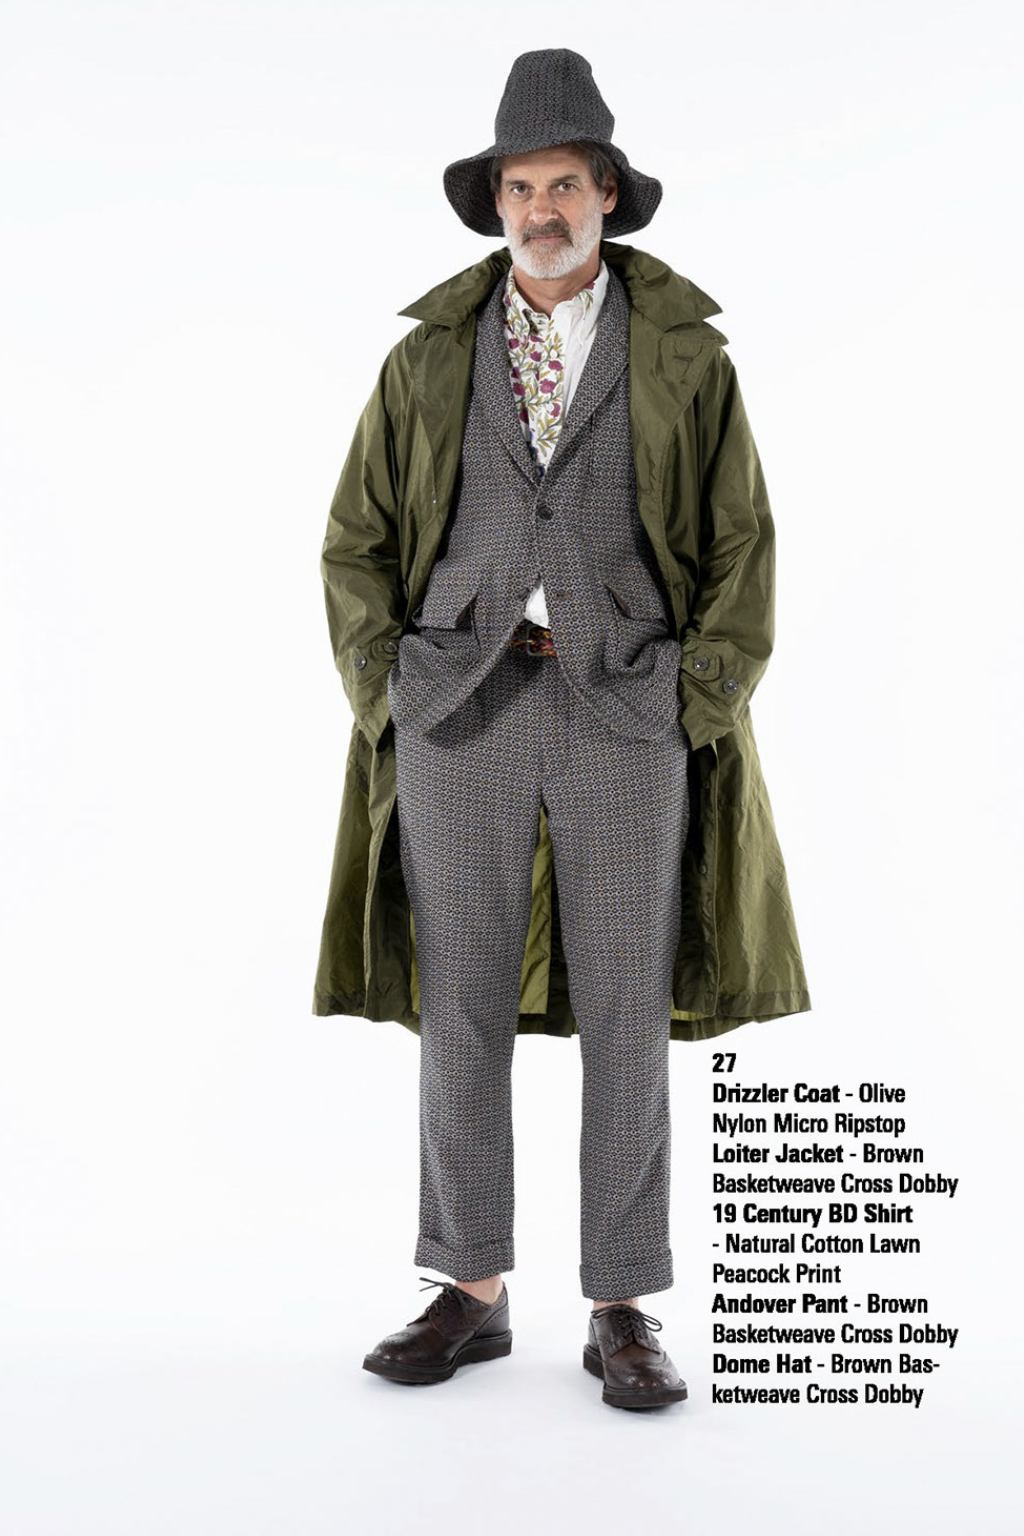 27
Drizzler Coat - Olive
Nylon Micro Ripstop
Loiter Jacket - Brown
Basketweave Cross Dobby
19 Century BD Shirt
- Natural Cotton Lawn
Peacock Print
Andover Pant - Brown
Basketweave Cross Dobby
Dome Hat - Brown Bas-
ketweave Cross Dobby